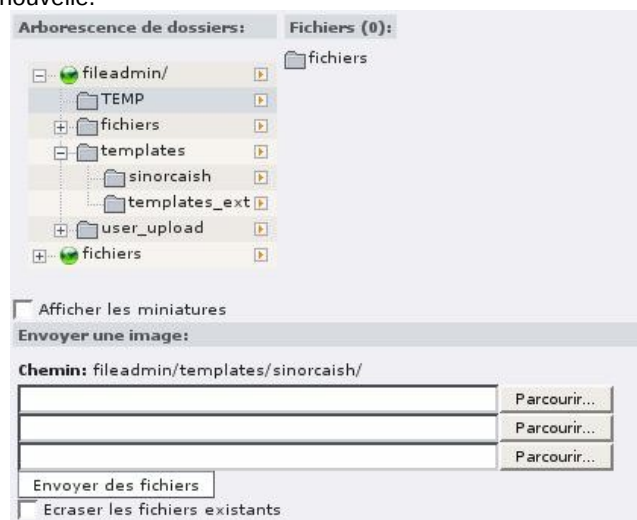 nouvelle.
Arborescence de dossiers:
Fichiers (0):
fichiers
fileadmin/
TEMP
fichiers
templates
sinorcaish
templates_ext
user_upload
fichiers
Afficher les miniatures
Envoyer une image:
Chemin: fileadmin/templates/sinorcaish/
Parcourir...
Parcourir...
Parcourir...
Envoyer des fichiers
Ecraser les fichiers existants